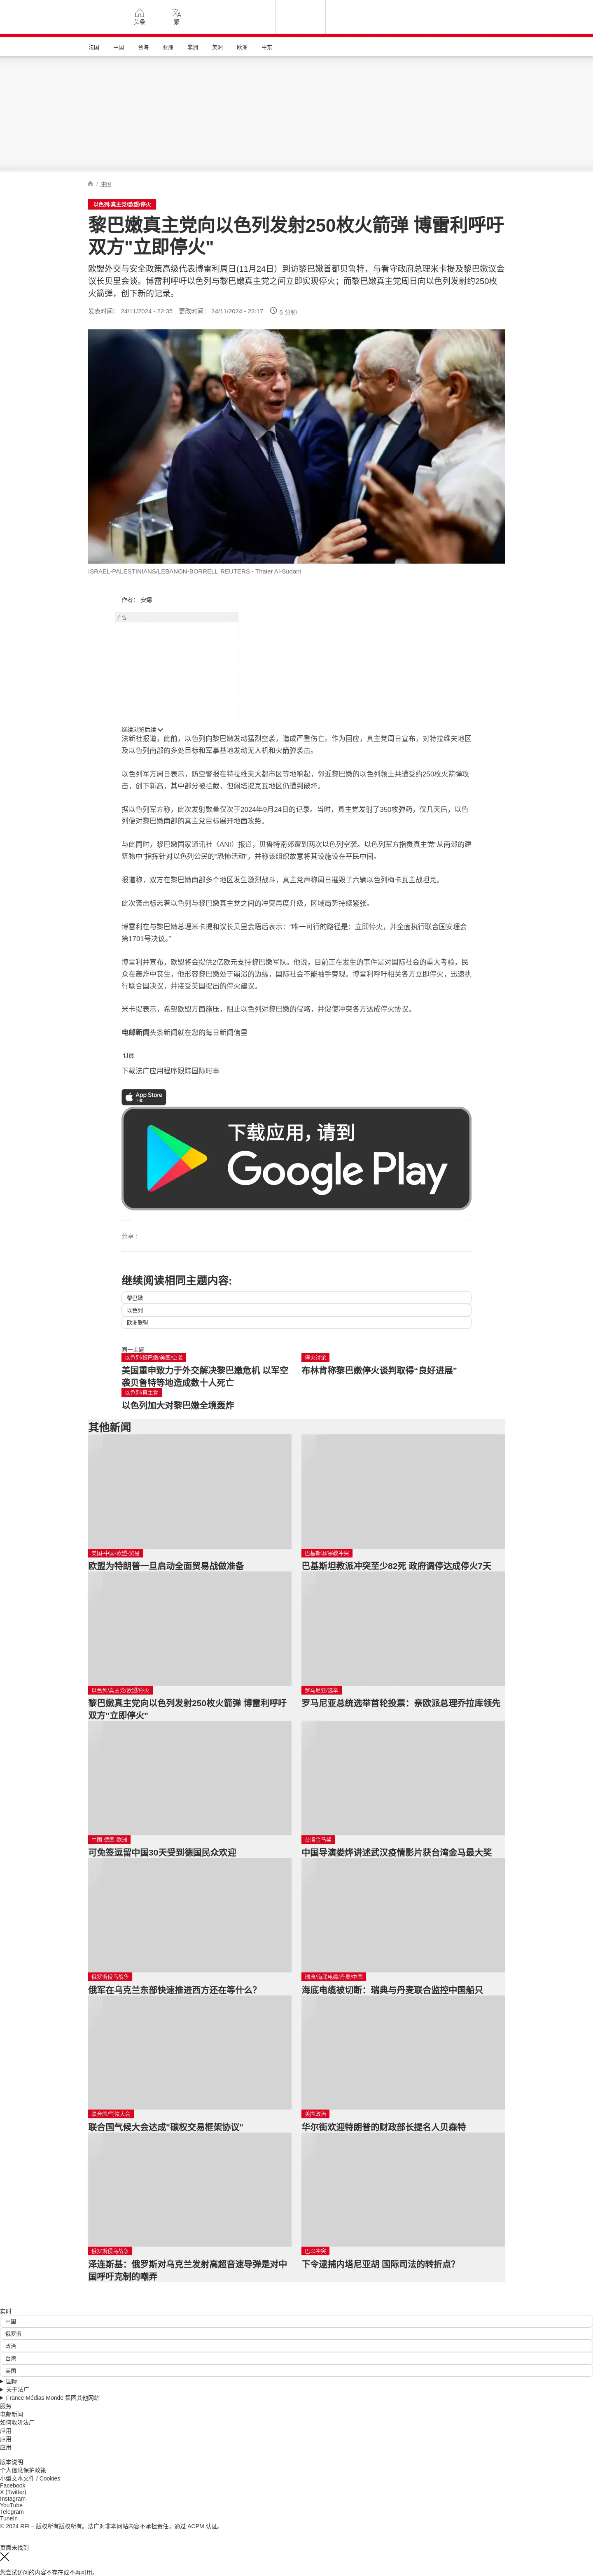 头条
繁
法国
中国
台海
亚洲
非洲
美洲
欧洲
中东
/ 中国
以色列/真主党/欧盟/停火
黎巴嫩真主党向以色列发射250枚火箭弹 博雷利呼吁
双方"立即停火"
欧盟外交与安全政策高级代表博雷利周日(11月24日）到访黎巴嫩首都贝鲁特，与看守政府总理米卡提及黎巴嫩议会
议长贝里会谈。博雷利呼吁以色列与黎巴嫩真主党之间立即实现停火；而黎巴嫩真主党周日向以色列发射约250枚
火箭弹，创下新的记录。
发表时间： 24/11/2024 - 22:35 更改时间： 24/11/2024 - 23:17 5 分钟
ISRAEL-PALESTINIANS/LEBANON-BORRELL REUTERS - Thaier Al-Sudani
作者： 安娜
广告
继续浏览后续
法新社报道，此前，以色列向黎巴嫩发动猛烈空袭，造成严重伤亡。作为回应，真主党周日宣布，对特拉维夫地区
及以色列南部的多处目标和军事基地发动无人机和火箭弹袭击。
以色列军方周日表示，防空警报在特拉维夫大都市区等地响起，邻近黎巴嫩的以色列领土共遭受约250枚火箭弹攻
击，创下新高，其中部分被拦截，但佩塔提克瓦地区仍遭到破坏。
据以色列军方称，此次发射数量仅次于2024年9月24日的记录。当时，真主党发射了350枚弹药，仅几天后，以色
列便对黎巴嫩南部的真主党目标展开地面攻势。
与此同时，黎巴嫩国家通讯社（ANI）报道，贝鲁特南郊遭到两次以色列空袭。以色列军方指责真主党“从南郊的建
筑物中”指挥针对以色列公民的“恐怖活动”，并称该组织故意将其设施设在平民中间。
报道称，双方在黎巴嫩南部多个地区发生激烈战斗，真主党声称周日摧毁了六辆以色列梅卡瓦主战坦克。
此次袭击标志着以色列与黎巴嫩真主党之间的冲突再度升级，区域局势持续紧张。
博雷利在与黎巴嫩总理米卡提和议长贝里会晤后表示：“唯一可行的路径是：立即停火，并全面执行联合国安理会
第1701号决议。”
博雷利并宣布，欧盟将会提供2亿欧元支持黎巴嫩军队。他说，目前正在发生的事件是对国际社会的重大考验，民
众在轰炸中丧生，他形容黎巴嫩处于崩溃的边缘，国际社会不能袖手旁观。博雷利呼吁相关各方立即停火，迅速执
行联合国决议，并接受美国提出的停火建议。
米卡提表示，希望欧盟方面施压，阻止以色列对黎巴嫩的侵略，并促使冲突各方达成停火协议。
电邮新闻头条新闻就在您的每日新闻信里
订阅
下载法广应用程序跟踪国际时事
App Store
下载
下载应用，请到
Google Play
分享 :
继续阅读相同主题内容:
黎巴嫩
以色列
欧洲联盟
同一主题
以色列/黎巴嫩/美国/空袭
美国重申致力于外交解决黎巴嫩危机 以军空
袭贝鲁特等地造成数十人死亡
停火讨论
布林肯称黎巴嫩停火谈判取得“良好进展”
以色列/真主党
以色列加大对黎巴嫩全境轰炸
其他新闻
美国-中国-欧盟-贸易
欧盟为特朗普一旦启动全面贸易战做准备
巴基斯坦/宗教冲突
巴基斯坦教派冲突至少82死 政府调停达成停火7天
以色列/真主党/欧盟/停火
黎巴嫩真主党向以色列发射250枚火箭弹 博雷利呼吁
双方"立即停火"
罗马尼亚/选举
罗马尼亚总统选举首轮投票：亲欧派总理乔拉库领先
中国-德国-欧洲
可免签逗留中国30天受到德国民众欢迎
台湾金马奖
中国导演娄烨讲述武汉疫情影片获台湾金马最大奖
俄罗斯侵乌战争
俄军在乌克兰东部快速推进西方还在等什么？
瑞典/海底电缆/丹麦/中国
海底电缆被切断：瑞典与丹麦联合监控中国船只
联合国/气候大会
联合国气候大会达成"碳权交易框架协议"
美国政治
华尔街欢迎特朗普的财政部长提名人贝森特
俄罗斯侵乌战争
泽连斯基：俄罗斯对乌克兰发射高超音速导弹是对中
国呼吁克制的嘲弄
巴以冲突
下令逮捕内塔尼亚胡 国际司法的转折点？
实时
中国
俄罗斯
政治
台湾
美国
国际
关于法广
France Médias Monde 集团其他网站
服务
电邮新闻
如何收听法广
应用
应用
应用
版本说明
个人信息保护政策
小型文本文件 / Cookies
Facebook
X (Twitter)
Instagram
YouTube
Telegram
TuneIn
© 2024 RFI – 版权所有版权所有。法广对非本网站内容不承担责任。通过 ACPM 认证。
页面未找到
您尝试访问的内容不存在或不再可用。